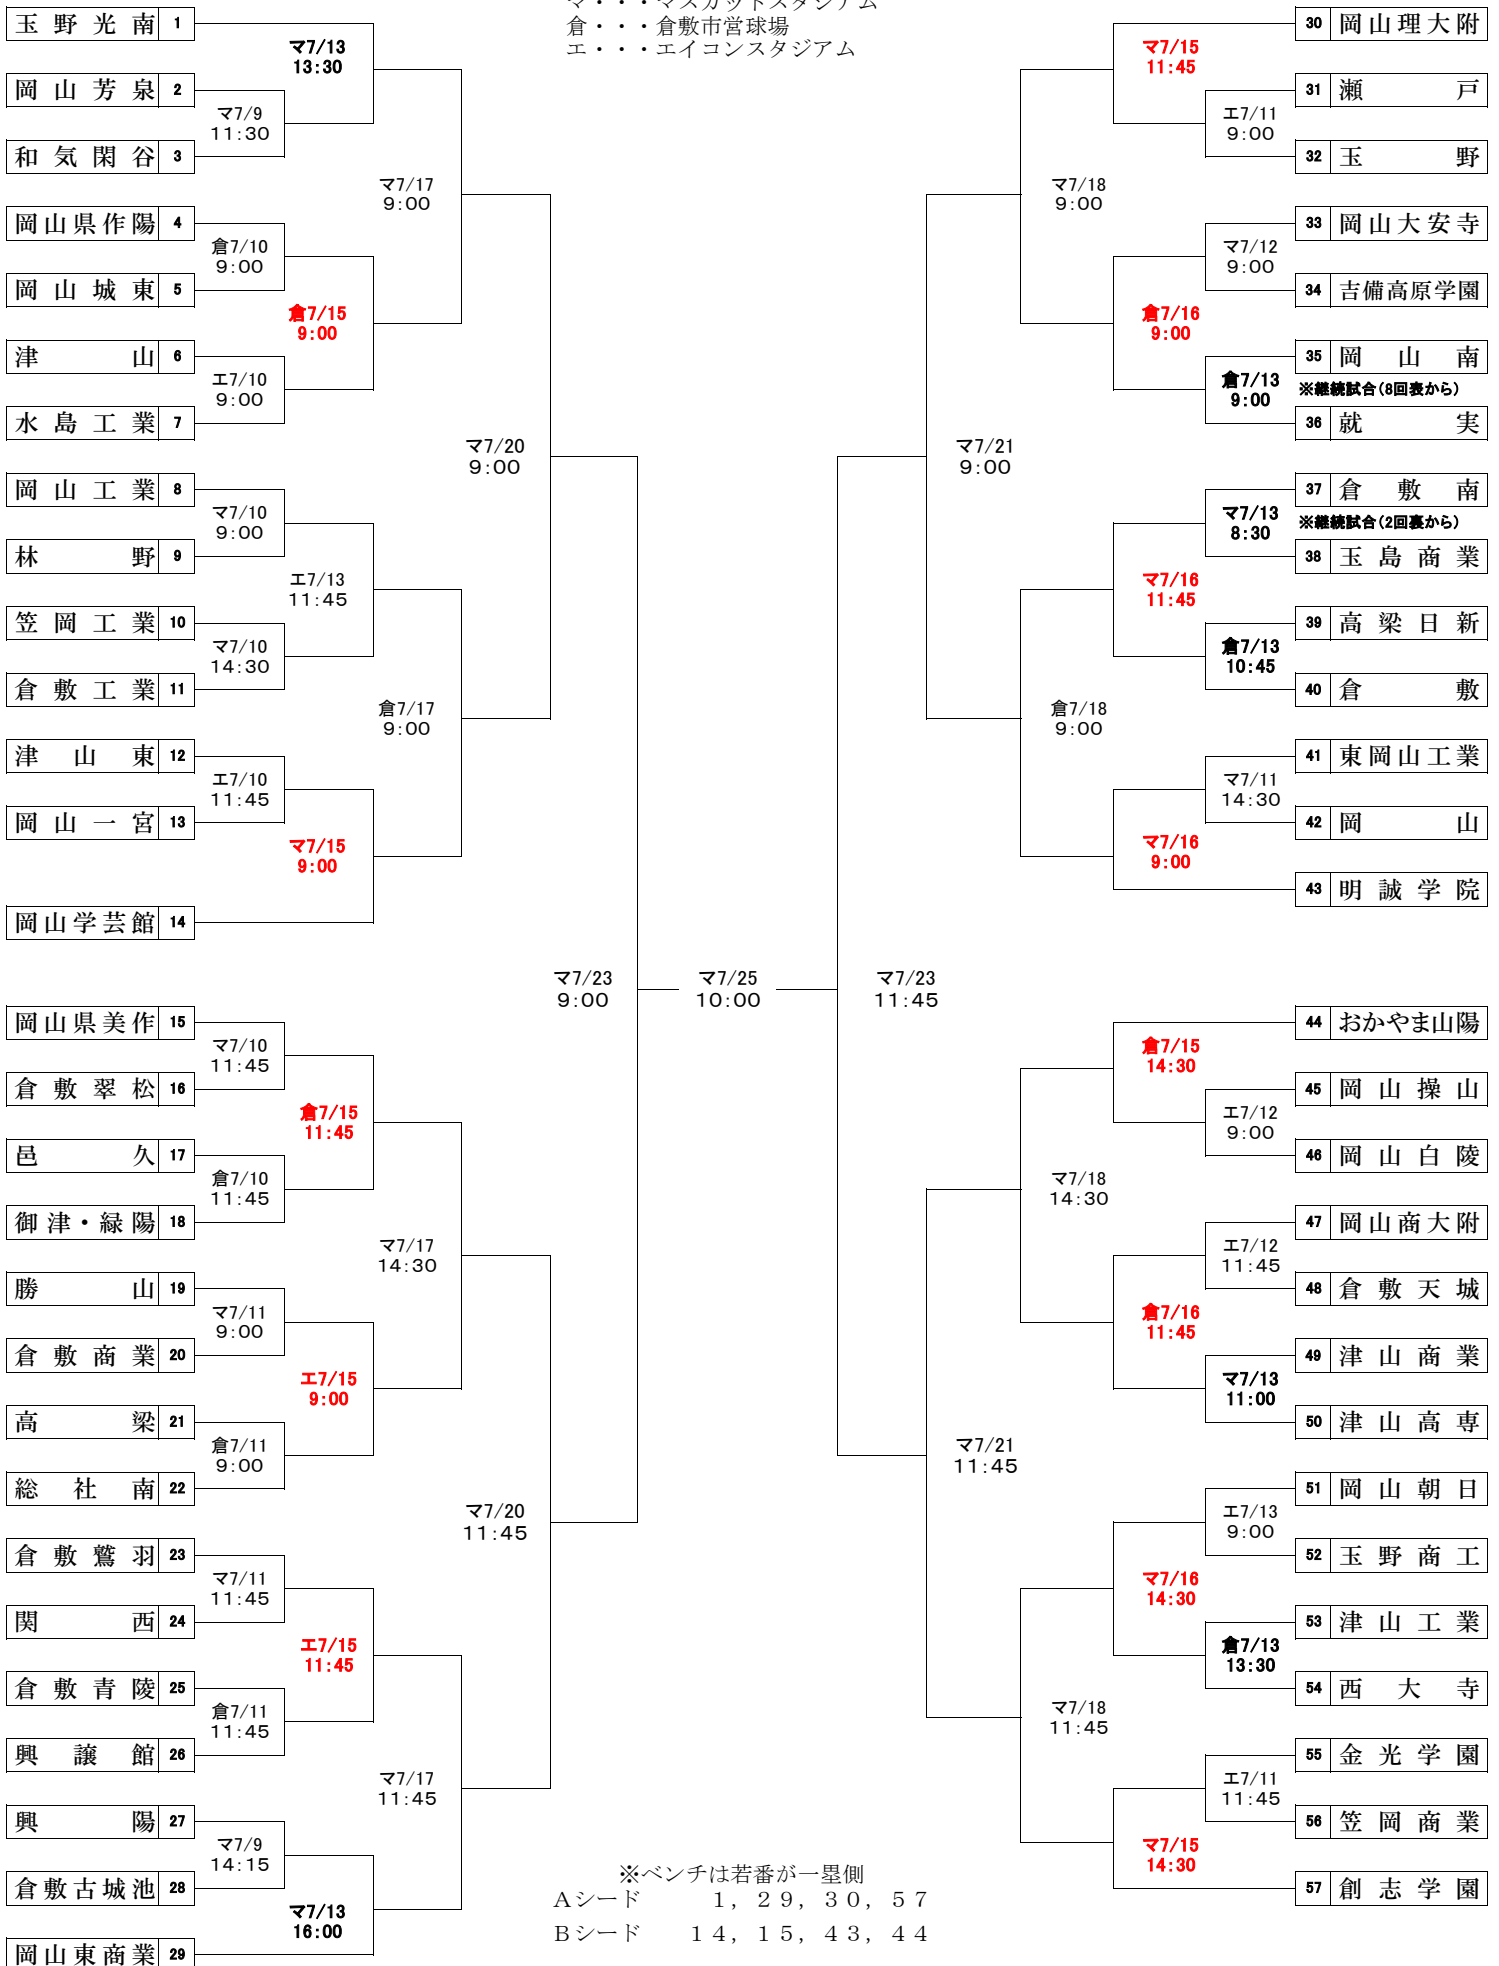 マ・・・マスカットスタジアム
倉・・・倉敷市営球場
エ・・・エイコンスタジアム
玉野光南 1
マ7/13
13:30
岡山芳泉 2
マ7/9
11:30
和気閑谷 3
マ7/17
9:00
岡山県作陽 4
倉7/10
9:00
岡山城東 5
倉7/15
9:00
津山 6
エ7/10
9:00
水島工業 7
マ7/20
9:00
岡山工業 8
マ7/10
9:00
林野 9
エ7/13
11:45
笠岡工業 10
マ7/10
14:30
倉敷工業 11
倉7/17
9:00
津山東 12
エ7/10
11:45
岡山一宮 13
マ7/15
9:00
岡山学芸館 14
マ7/23
9:00
岡山県美作 15
マ7/10
11:45
倉敷翠松 16
倉7/15
11:45
邑久 17
倉7/10
11:45
御津・緑陽 18
マ7/17
14:30
勝山 19
マ7/11
9:00
倉敷商業 20
エ7/15
9:00
高梁 21
倉7/11
9:00
総社南 22
マ7/20
11:45
倉敷鷲羽 23
マ7/11
11:45
関西 24
エ7/15
11:45
倉敷青陵 25
倉7/11
11:45
興譲館 26
マ7/17
11:45
興陽 27
マ7/9
14:15
倉敷古城池 28
マ7/13
16:00
岡山東商業 29
マ7/25
10:00
30 岡山理大附
マ7/15
11:45
31 瀬戸
エ7/11
9:00
32 玉野
マ7/18
9:00
33 岡山大安寺
マ7/12
9:00
34 吉備高原学園
倉7/16
9:00
35 岡山南
倉7/13
9:00
※継続試合(8回表から)
36 就実
マ7/21
9:00
37 倉敷南
マ7/13
8:30
※継続試合(2回裏から)
38 玉島商業
マ7/16
11:45
39 高梁日新
倉7/13
10:45
40 倉敷
倉7/18
9:00
41 東岡山工業
マ7/11
14:30
42 岡山
マ7/16
9:00
43 明誠学院
マ7/23
11:45
44 おかやま山陽
倉7/15
14:30
45 岡山操山
エ7/12
9:00
46 岡山白陵
マ7/18
14:30
47 岡山商大附
エ7/12
11:45
48 倉敷天城
倉7/16
11:45
49 津山商業
マ7/13
11:00
50 津山高専
マ7/21
11:45
51 岡山朝日
エ7/13
9:00
52 玉野商工
マ7/16
14:30
53 津山工業
倉7/13
13:30
54 西大寺
マ7/18
11:45
55 金光学園
エ7/11
11:45
56 笠岡商業
マ7/15
14:30
57 創志学園
※ベンチは若番が一塁側
Aシード 1，29，30，57
Bシード 14，15，43，44